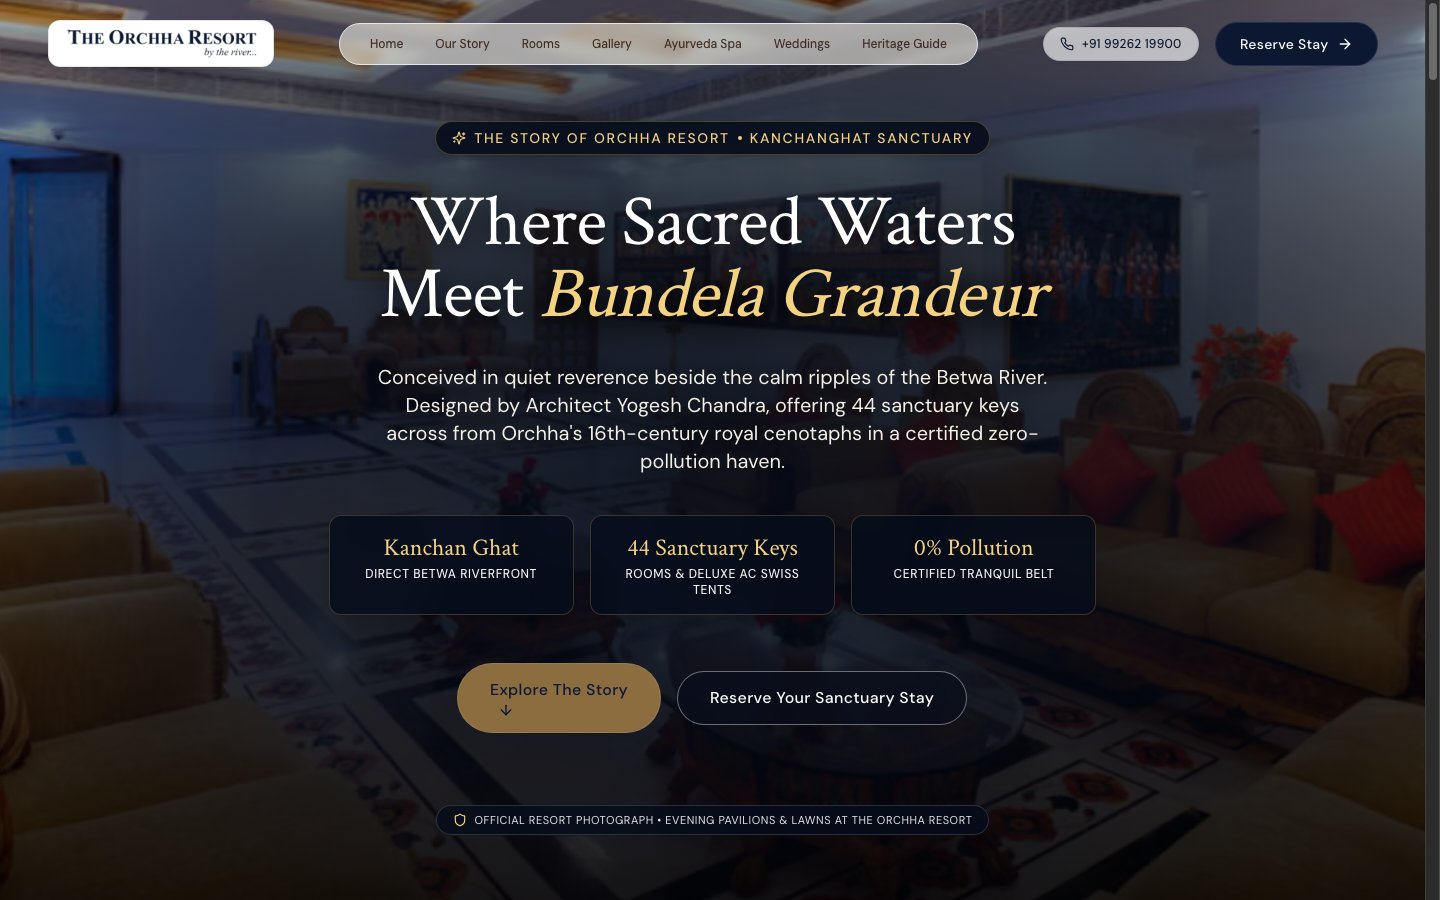 THE ORCHHA RESORT
by the river...
Home
Our Story
Rooms
Gallery
Ayurveda Spa
Weddings
Heritage Guide
+91 99262 19900
Reserve Stay
THE STORY OF ORCHHA RESORT • KANCHANGHAT SANCTUARY
Where Sacred Waters
Meet Bundela Grandeur
Conceived in quiet reverence beside the calm ripples of the Betwa River.
Designed by Architect Yogesh Chandra, offering 44 sanctuary keys
across from Orchha's 16th-century royal cenotaphs in a certified zero-
pollution haven.
Kanchan Ghat
DIRECT BETWA RIVERFRONT
44 Sanctuary Keys
ROOMS & DELUXE AC SWISS
TENTS
0% Pollution
CERTIFIED TRANQUIL BELT
Explore The Story
Reserve Your Sanctuary Stay
OFFICIAL RESORT PHOTOGRAPH • EVENING PAVILIONS & LAWNS AT THE ORCHHA RESORT